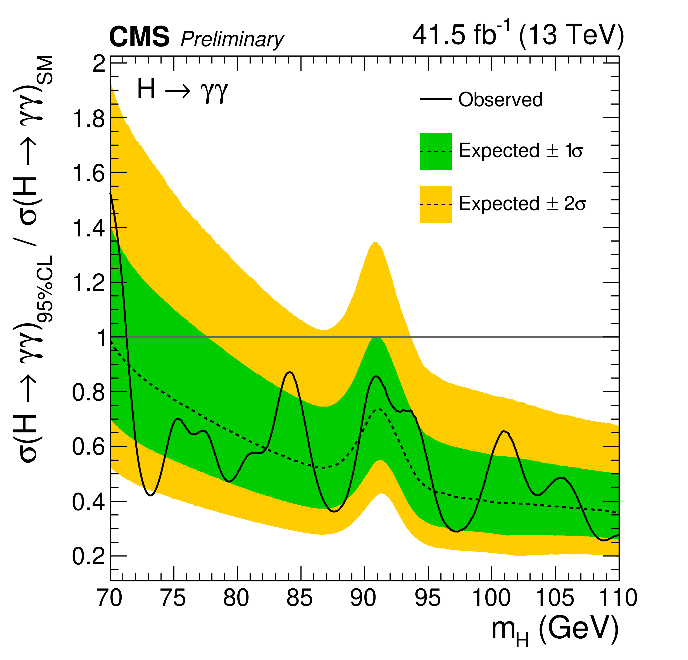 CMS Preliminary 41.5 fb⁻¹ (13 TeV)
H → γγ
Observed
Expected ± 1σ
Expected ± 2σ
σ(H → γγ)95%CL / σ(H → γγ)SM
2
1.8
1.6
1.4
1.2
1
0.8
0.6
0.4
0.2
70 75 80 85 90 95 100 105 110
mH (GeV)